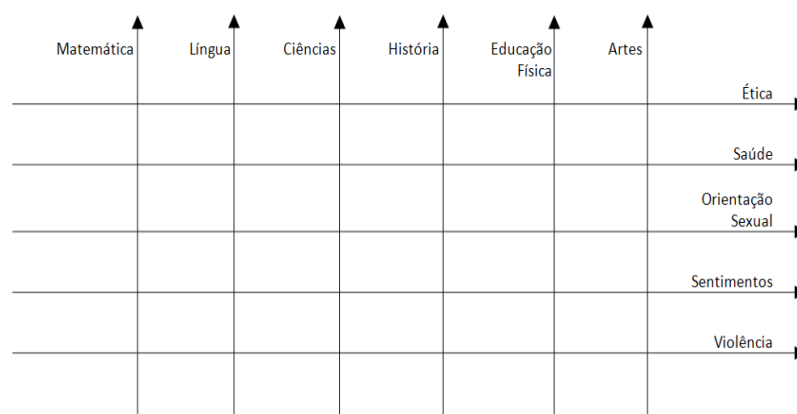 Matemática
Língua
Ciências
História
Educação
Física
Artes
Ética
Saúde
Orientação
Sexual
Sentimentos
Violência